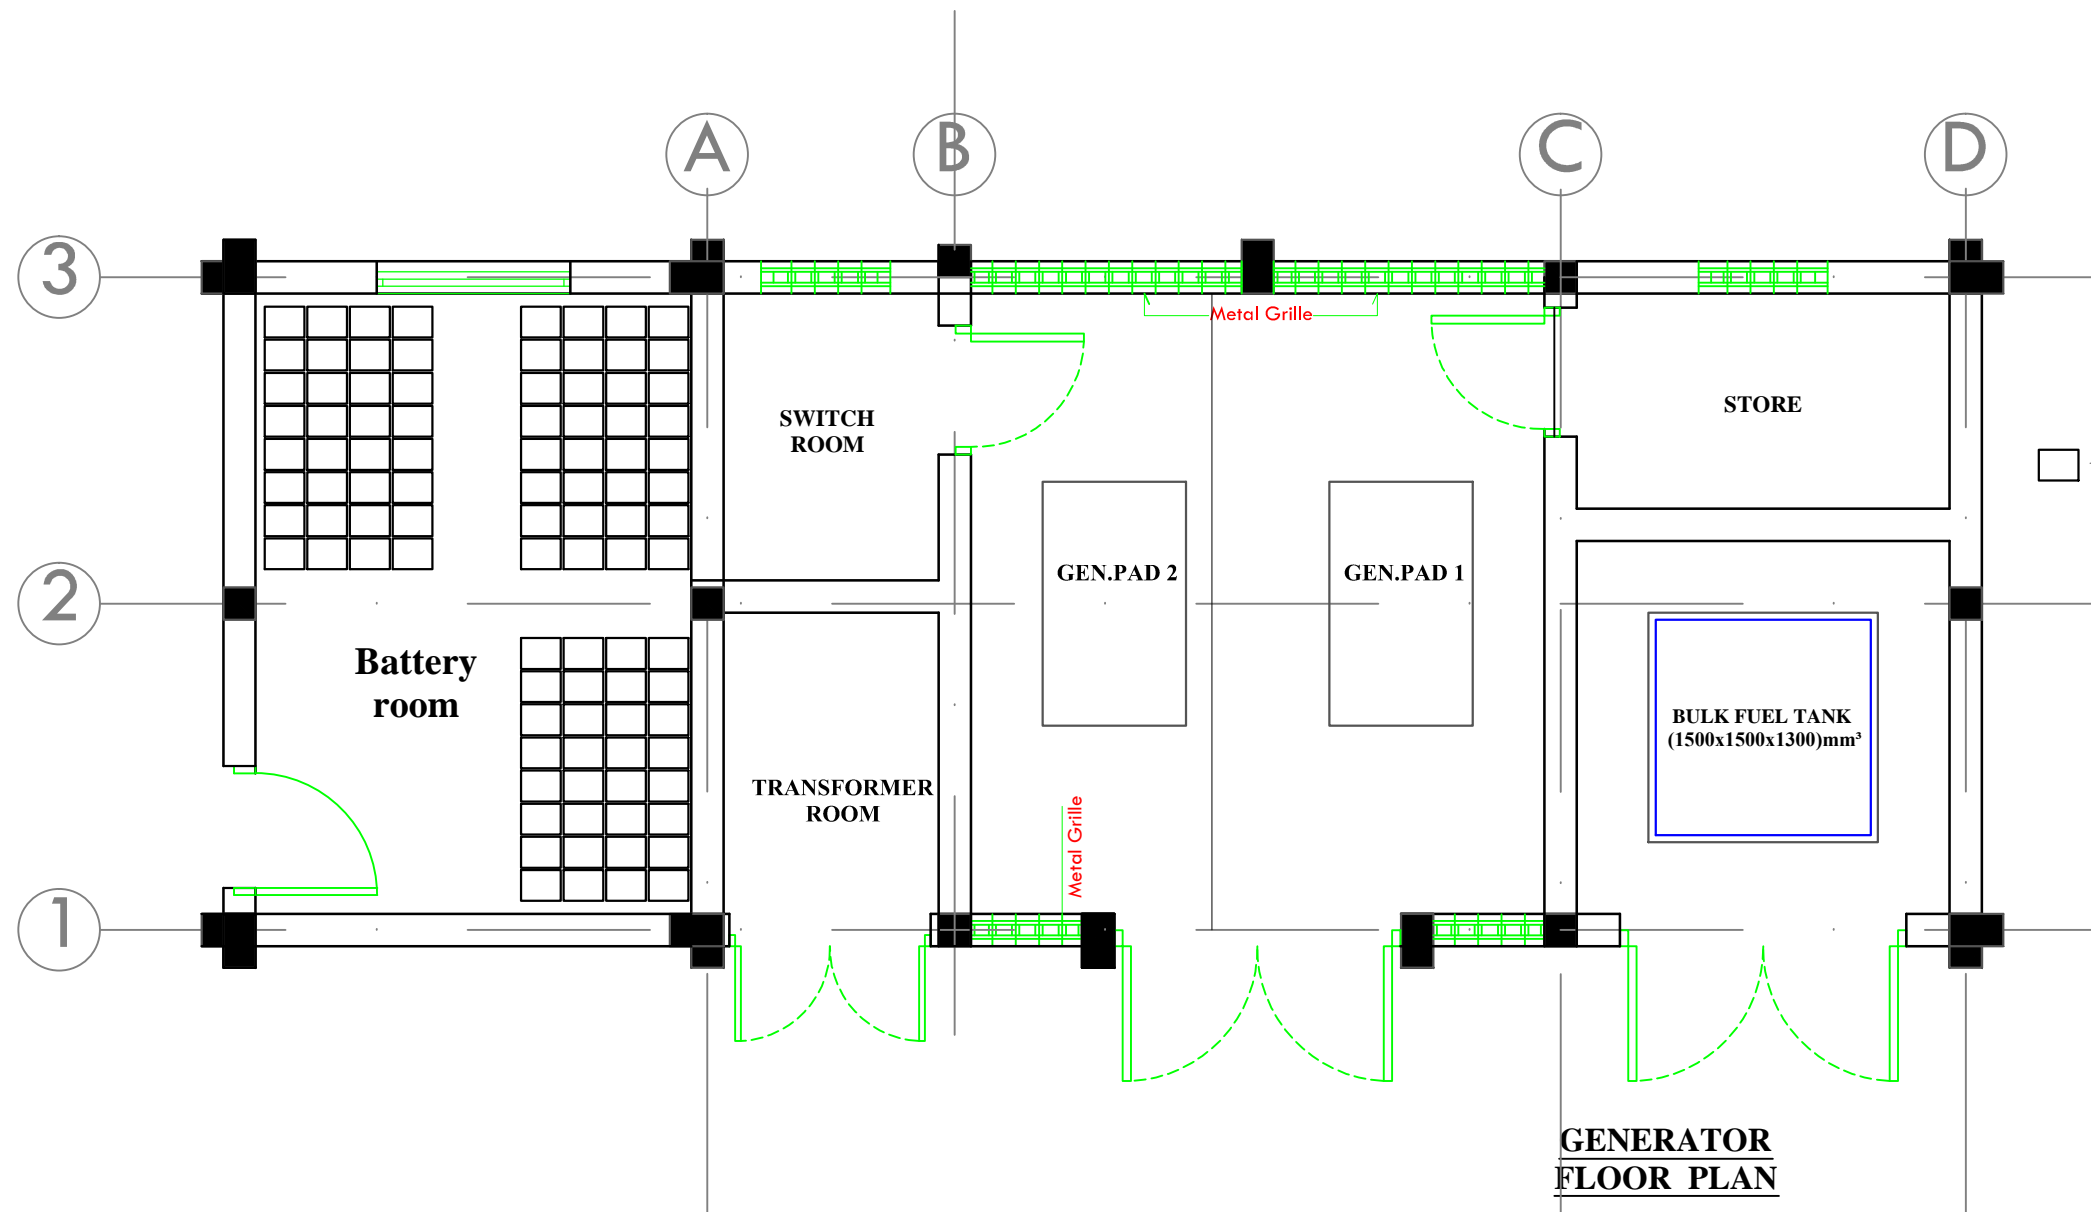 A
B
C
D
3
Metal Grille
STORE
SWITCH
ROOM
GEN.PAD 2
GEN.PAD 1
2
Battery
room
BULK FUEL TANK
(1500x1500x1300)mm³
TRANSFORMER
ROOM
Metal Grille
1
GENERATOR
FLOOR PLAN